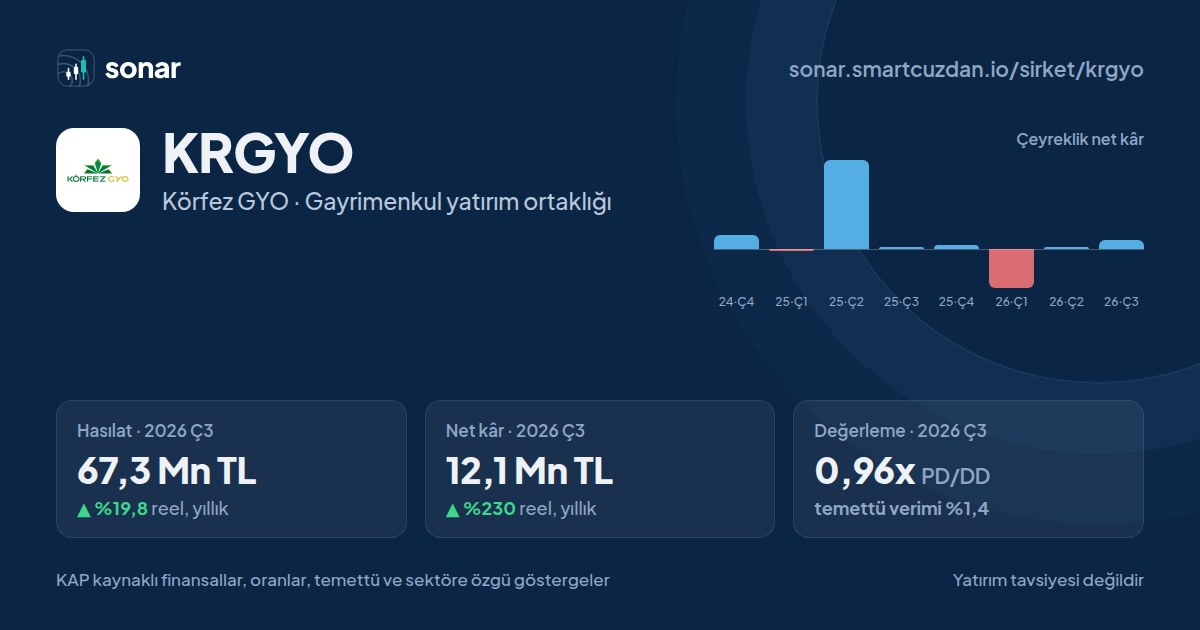 sonar
sonar.smartcuzdan.io/sirket/krgyo
KÖRFEZ GYO
KRGYO
Körfez GYO · Gayrimenkul yatırım ortaklığı
Çeyreklik net kâr
24-Ç4 25-Ç1 25-Ç2 25-Ç3 25-Ç4 26-Ç1 26-Ç2 26-Ç3
Hasılat · 2026 Ç3
67,3 Mn TL
▲ %19,8 reel, yıllık
Net kâr · 2026 Ç3
12,1 Mn TL
▲ %230 reel, yıllık
Değerleme · 2026 Ç3
0,96x PD/DD
temettü verimi %1,4
KAP kaynaklı finansallar, oranlar, temettü ve sektöre özgü göstergeler
Yatırım tavsiyesi değildir